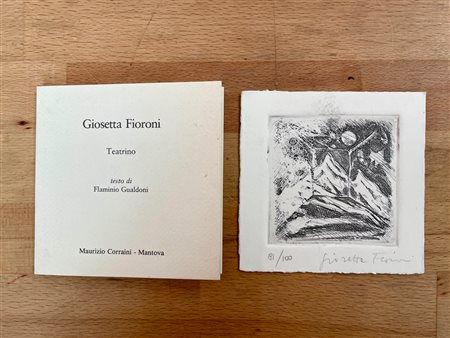 Giosetta Fioroni
Teatrino
testo di
Flaminio Gualdoni
Maurizio Corraini - Mantova
81/100 Giosetta Fioroni